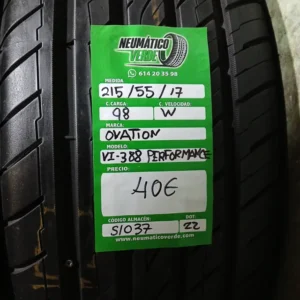 NEUMÁTICO
VERDE
614 20 35 98
MEDIDA
215/55/17
C. CARGA: C. VELOCIDAD:
98 W
MARCA:
OVATION
MODELO:
VI-388 PERFORMANCE
PRECIO:
40€
CÓDIGO ALMACÉN: DOT:
S1037 22
www.neumaticoverde.com